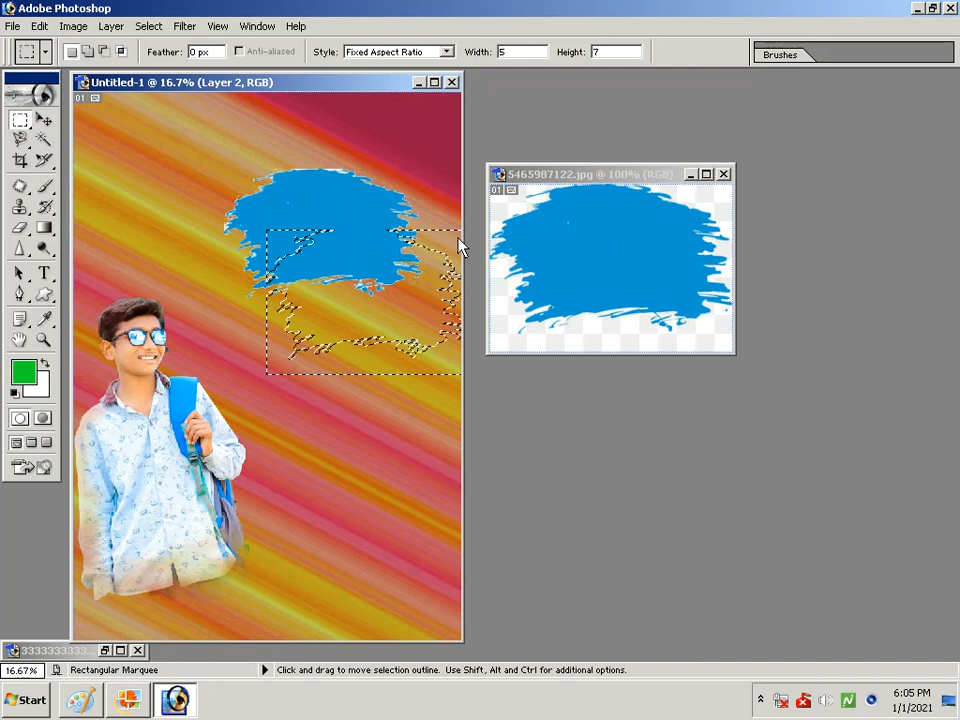 Adobe Photoshop
File Edit Image Layer Select Filter View Window Help
Feather: 0 px Anti-aliased Style: Fixed Aspect Ratio Width: 5 Height: 7 Brushes
Untitled-1 @ 16.7% (Layer 2, RGB)
01
5465987122.jpg @ 100% (RGB)
01
T
3333333333...
16.67% Rectangular Marquee Click and drag to move selection outline. Use Shift, Alt and Ctrl for additional options.
Start
6:05 PM
1/1/2021